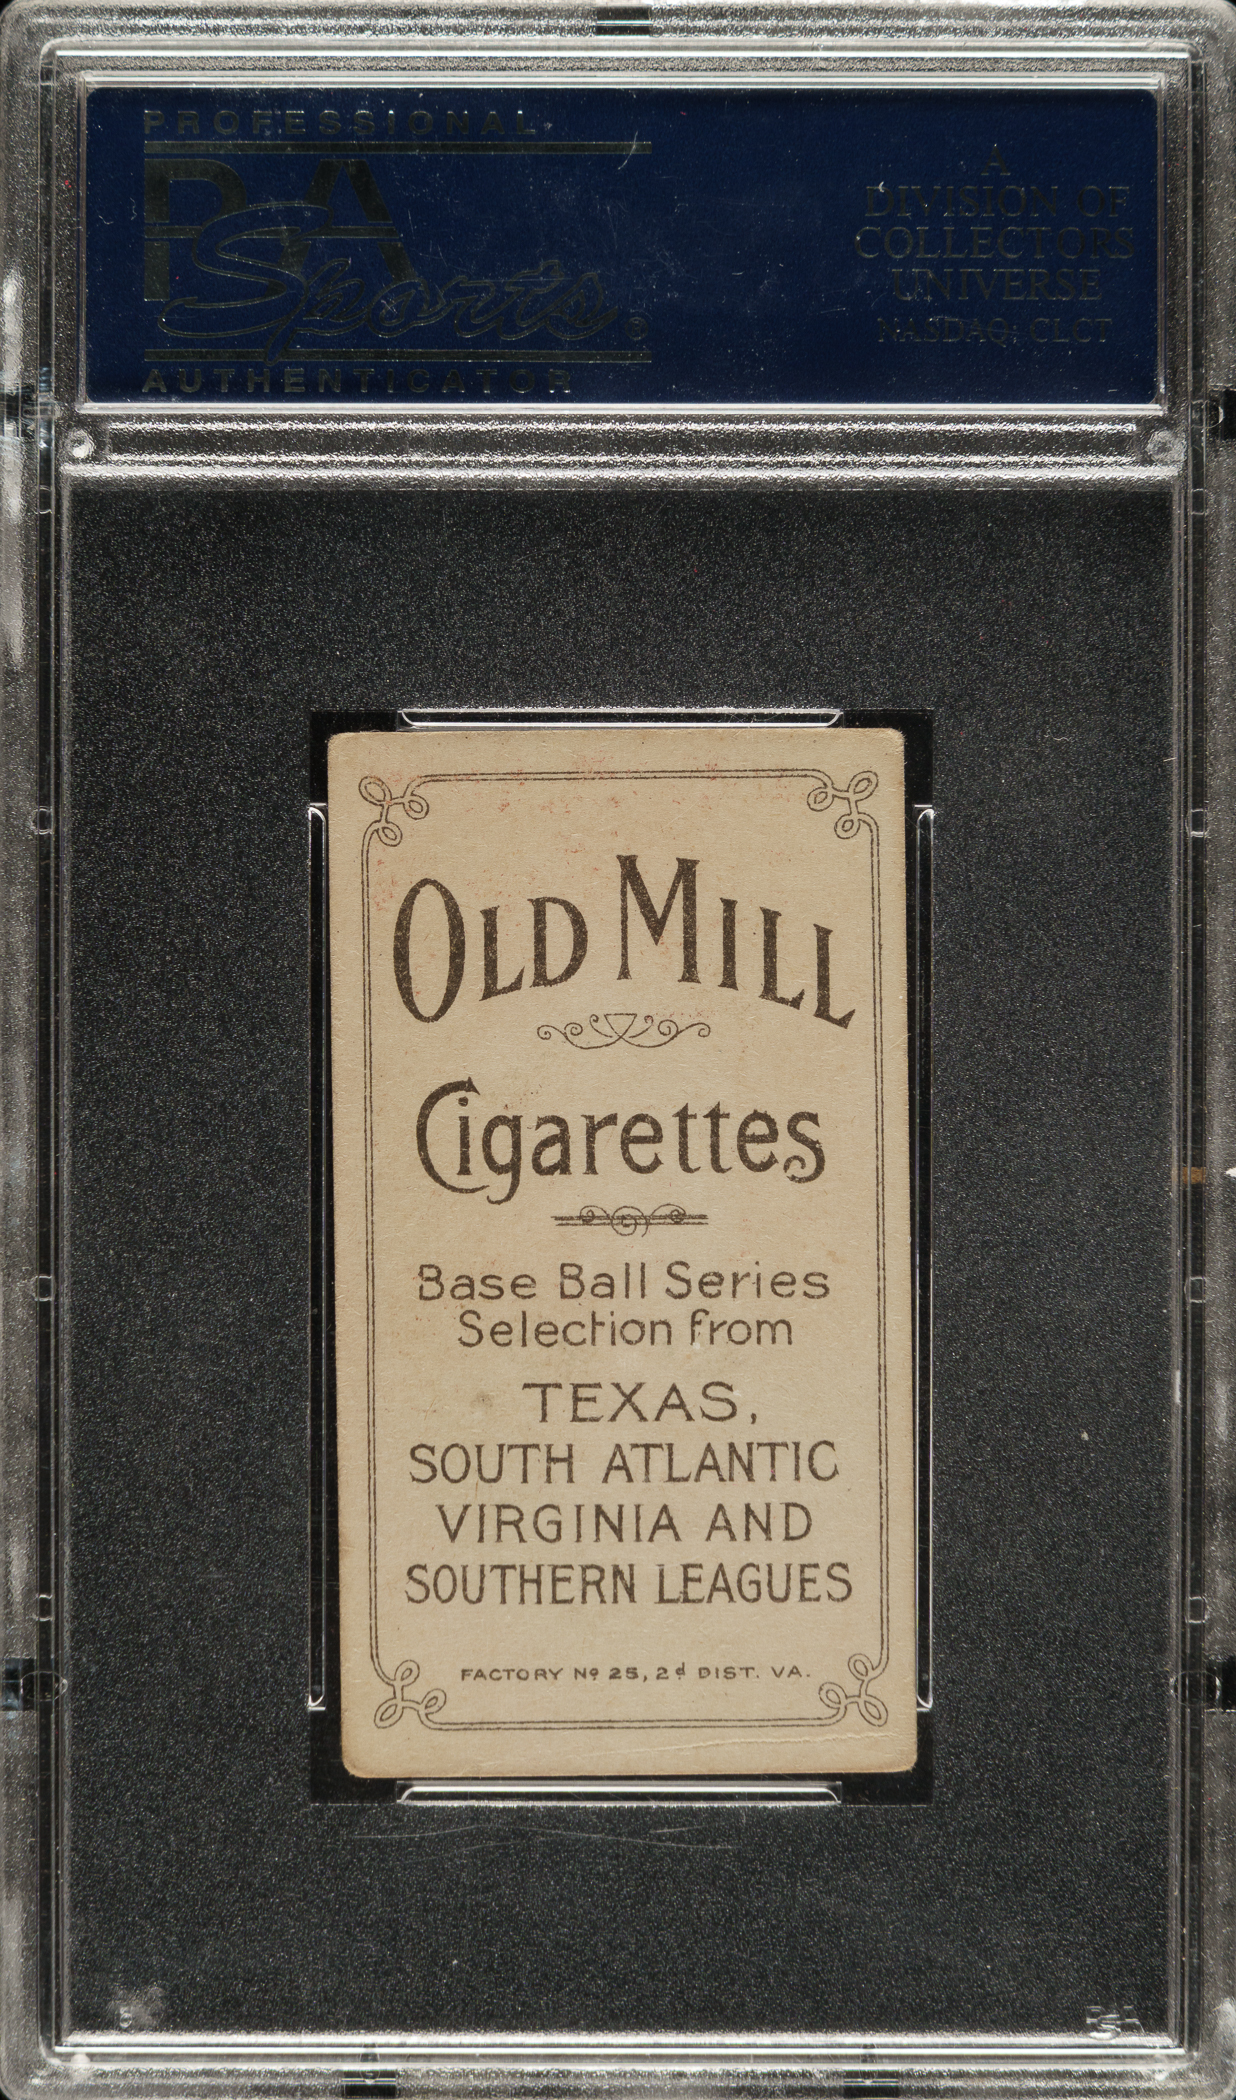 PROFESSIONAL
PSA
Sports®
AUTHENTICATOR
A
DIVISION OF
COLLECTORS
UNIVERSE
NASDAQ: CLCT
OLD MILL
Cigarettes
Base Ball Series
Selection from
TEXAS,
SOUTH ATLANTIC
VIRGINIA AND
SOUTHERN LEAGUES
FACTORY Nº 25, 2d DIST. VA.
PSA